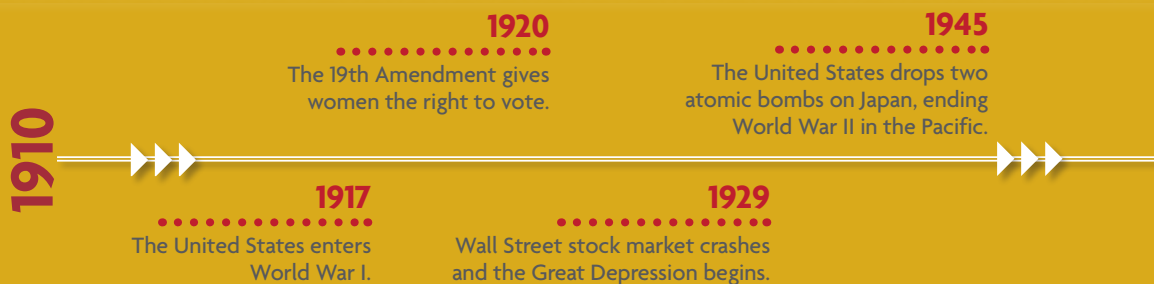 1910
1920
The 19th Amendment gives
women the right to vote.
1945
The United States drops two
atomic bombs on Japan, ending
World War II in the Pacific.
1917
The United States enters
World War I.
1929
Wall Street stock market crashes
and the Great Depression begins.